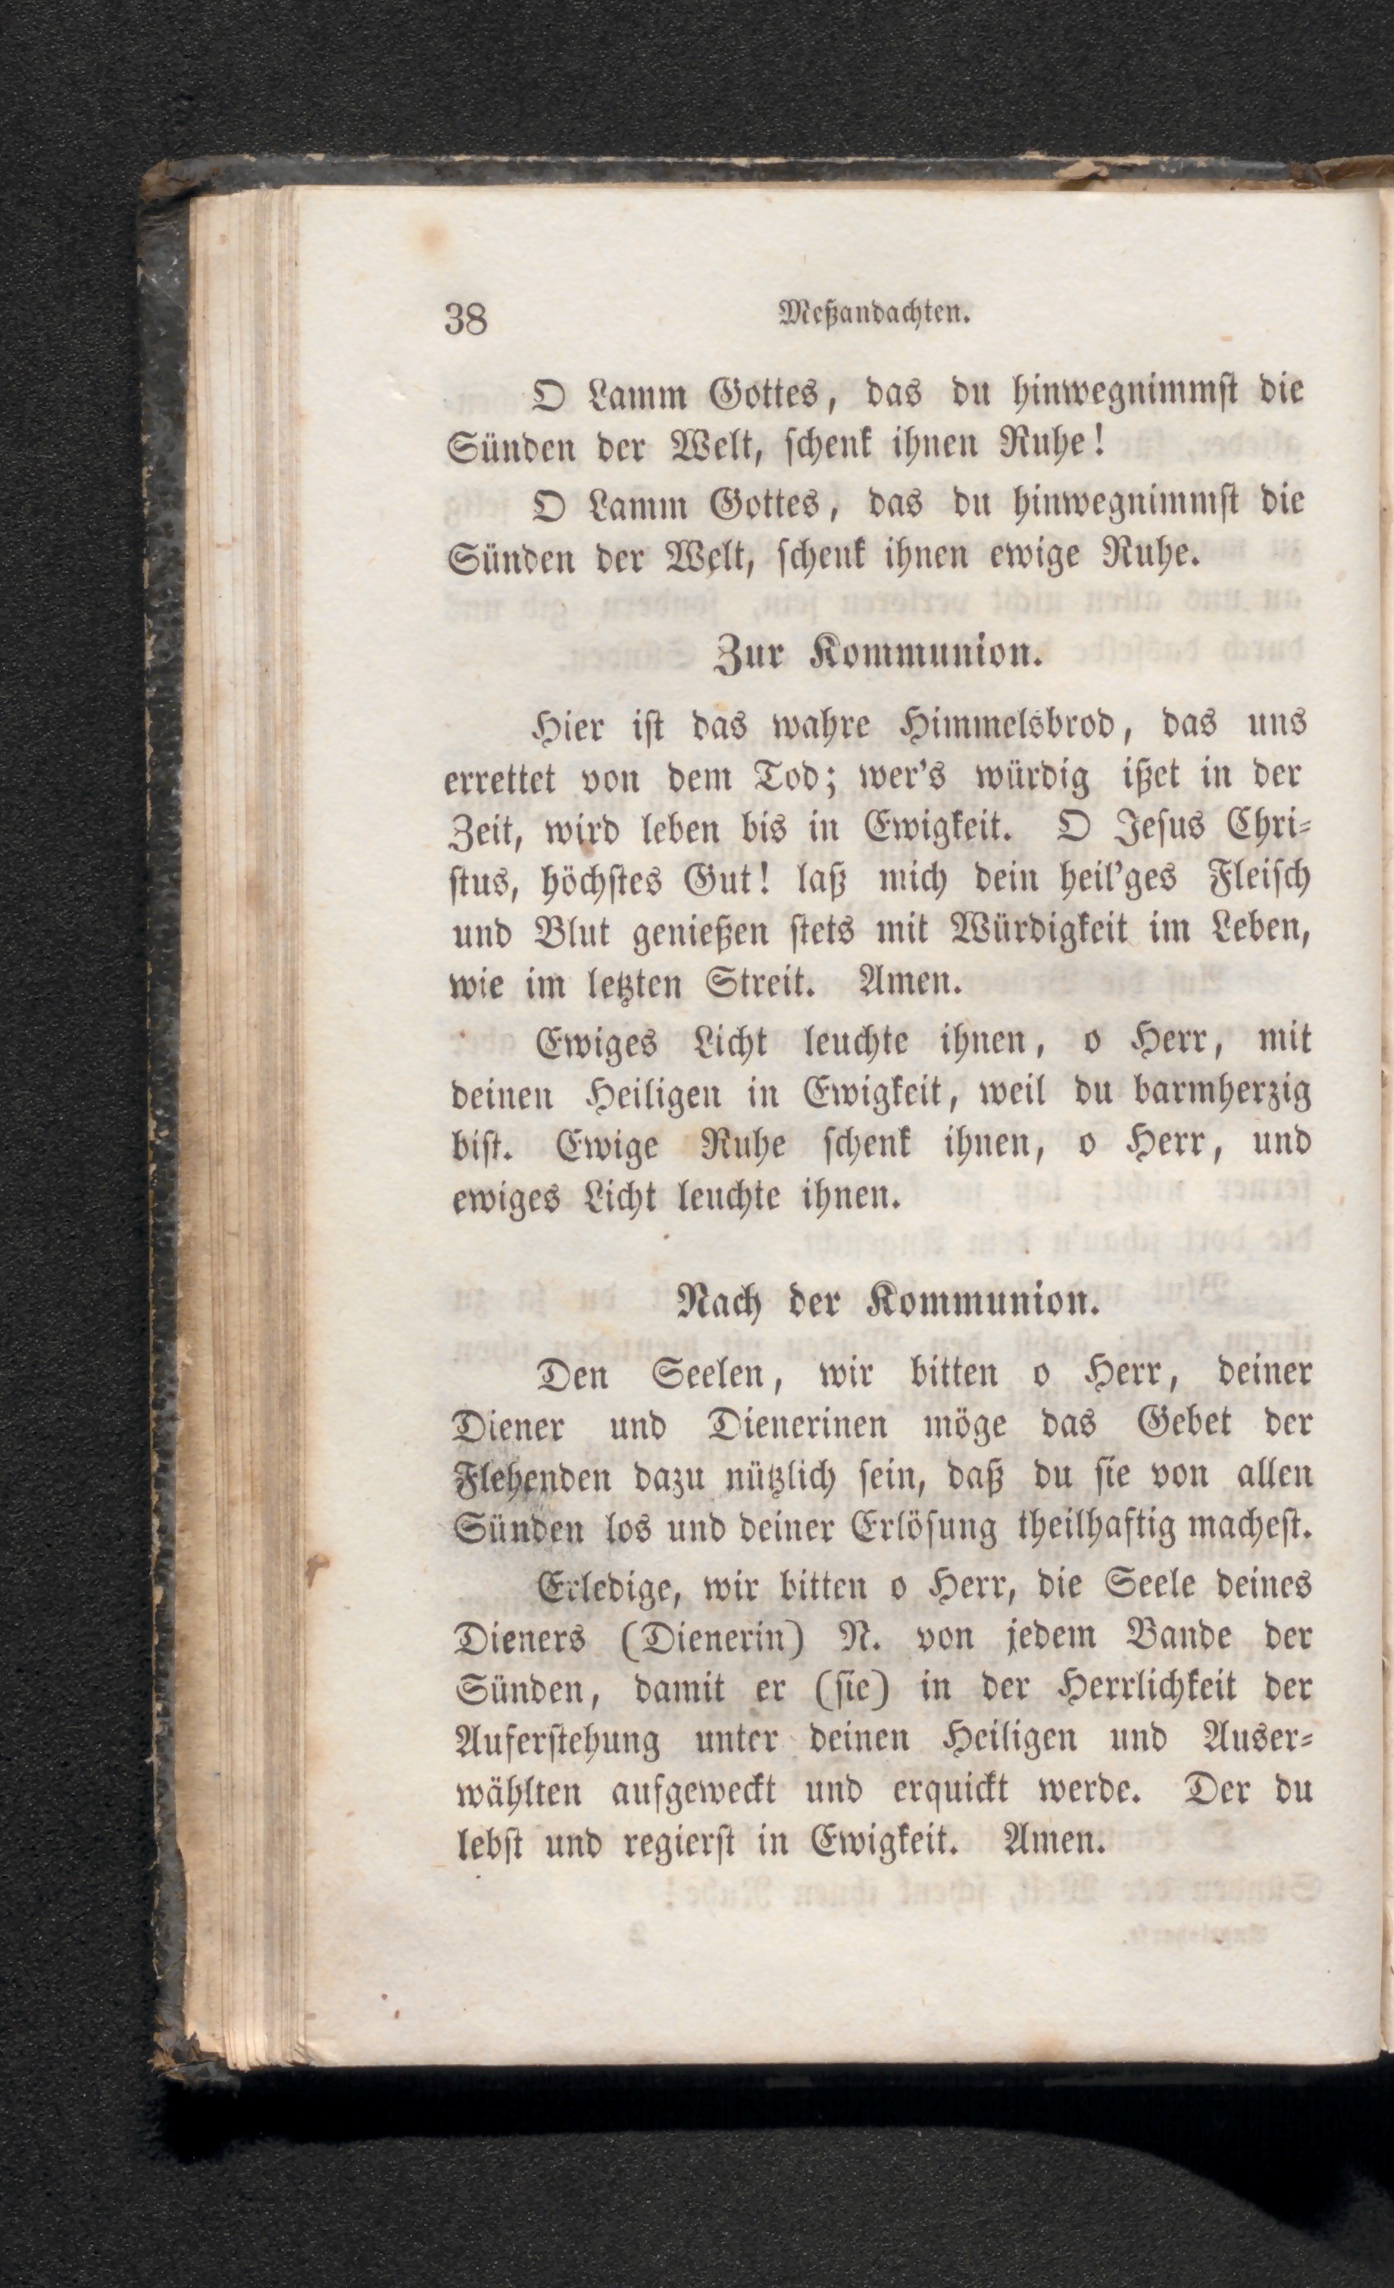 38 Meßandachten.
O Lamm Gottes, das du hinwegnimmst die
Sünden der Welt, schenk ihnen Ruhe!
O Lamm Gottes, das du hinwegnimmst die
Sünden der Welt, schenk ihnen ewige Ruhe.
Zur Kommunion.
Hier ist das wahre Himmelsbrod, das uns
errettet von dem Tod; wer's würdig ißet in der
Zeit, wird leben bis in Ewigkeit. O Jesus Chri-
stus, höchstes Gut! laß mich dein heil'ges Fleisch
und Blut genießen stets mit Würdigkeit im Leben,
wie im letzten Streit. Amen.
Ewiges Licht leuchte ihnen, o Herr, mit
deinen Heiligen in Ewigkeit, weil du barmherzig
bist. Ewige Ruhe schenk ihnen, o Herr, und
ewiges Licht leuchte ihnen.
Nach der Kommunion.
Den Seelen, wir bitten o Herr, deiner
Diener und Dienerinen möge das Gebet der
Flehenden dazu nützlich sein, daß du sie von allen
Sünden los und deiner Erlösung theilhaftig machest.
Erledige, wir bitten o Herr, die Seele deines
Dieners (Dienerin) N. von jedem Bande der
Sünden, damit er (sie) in der Herrlichkeit der
Auferstehung unter deinen Heiligen und Auser-
wählten aufgeweckt und erquickt werde. Der du
lebst und regierst in Ewigkeit. Amen.